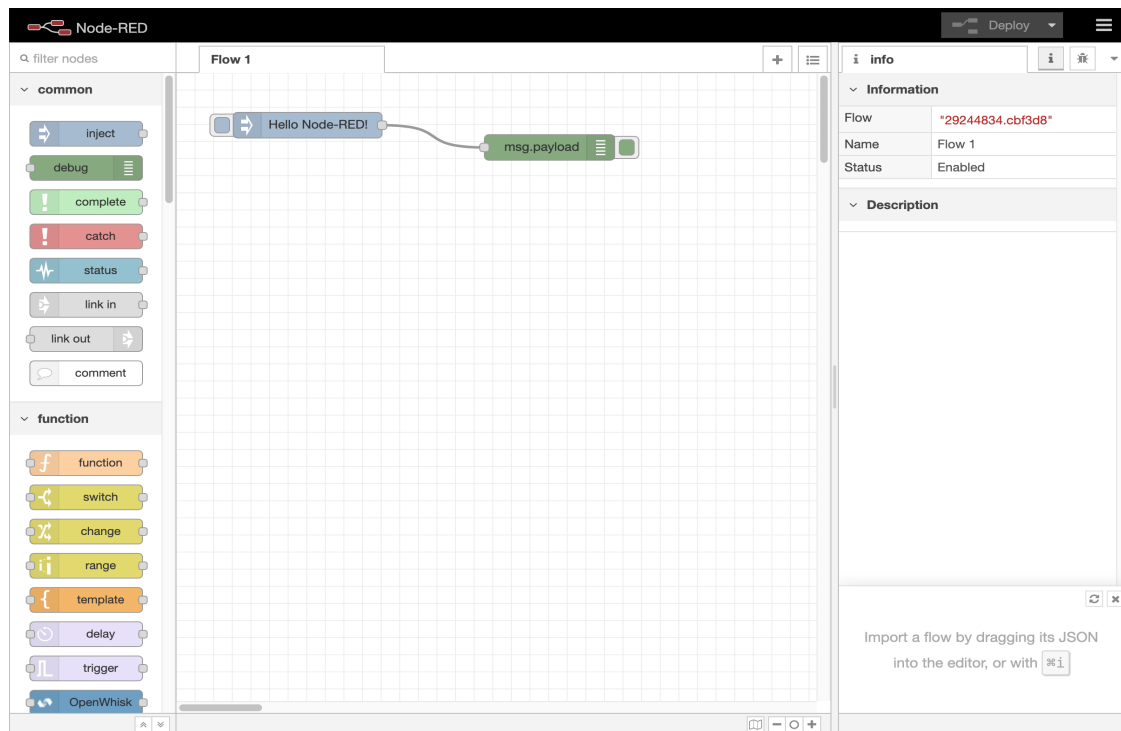 Node-RED
Deploy
filter nodes
Flow 1
i info
i
common
Information
inject
Hello Node-RED!
Flow "29244834.cbf3d8"
debug
msg.payload
Name Flow 1
Status Enabled
complete
Description
catch
status
link in
link out
comment
function
function
switch
change
range
template
delay
trigger
OpenWhisk
Import a flow by dragging its JSON
into the editor, or with ⌘i